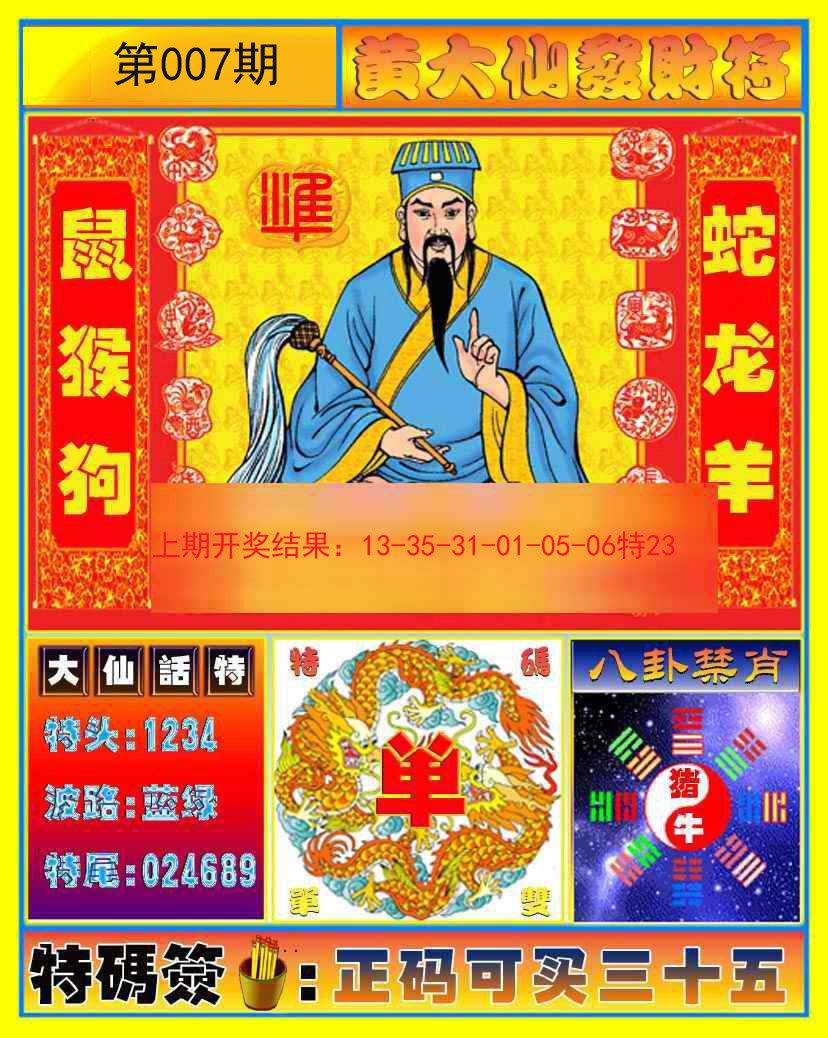 第007期
黃大仙發財符
鼠猴狗
蛇龙羊
上期开奖结果：13-35-31-01-05-06特23
大仙話特
特头:1234
波路:蓝绿
特尾:024689
特 碼
单
單 雙
八卦禁肖
猪
牛
特碼簽:正码可买三十五